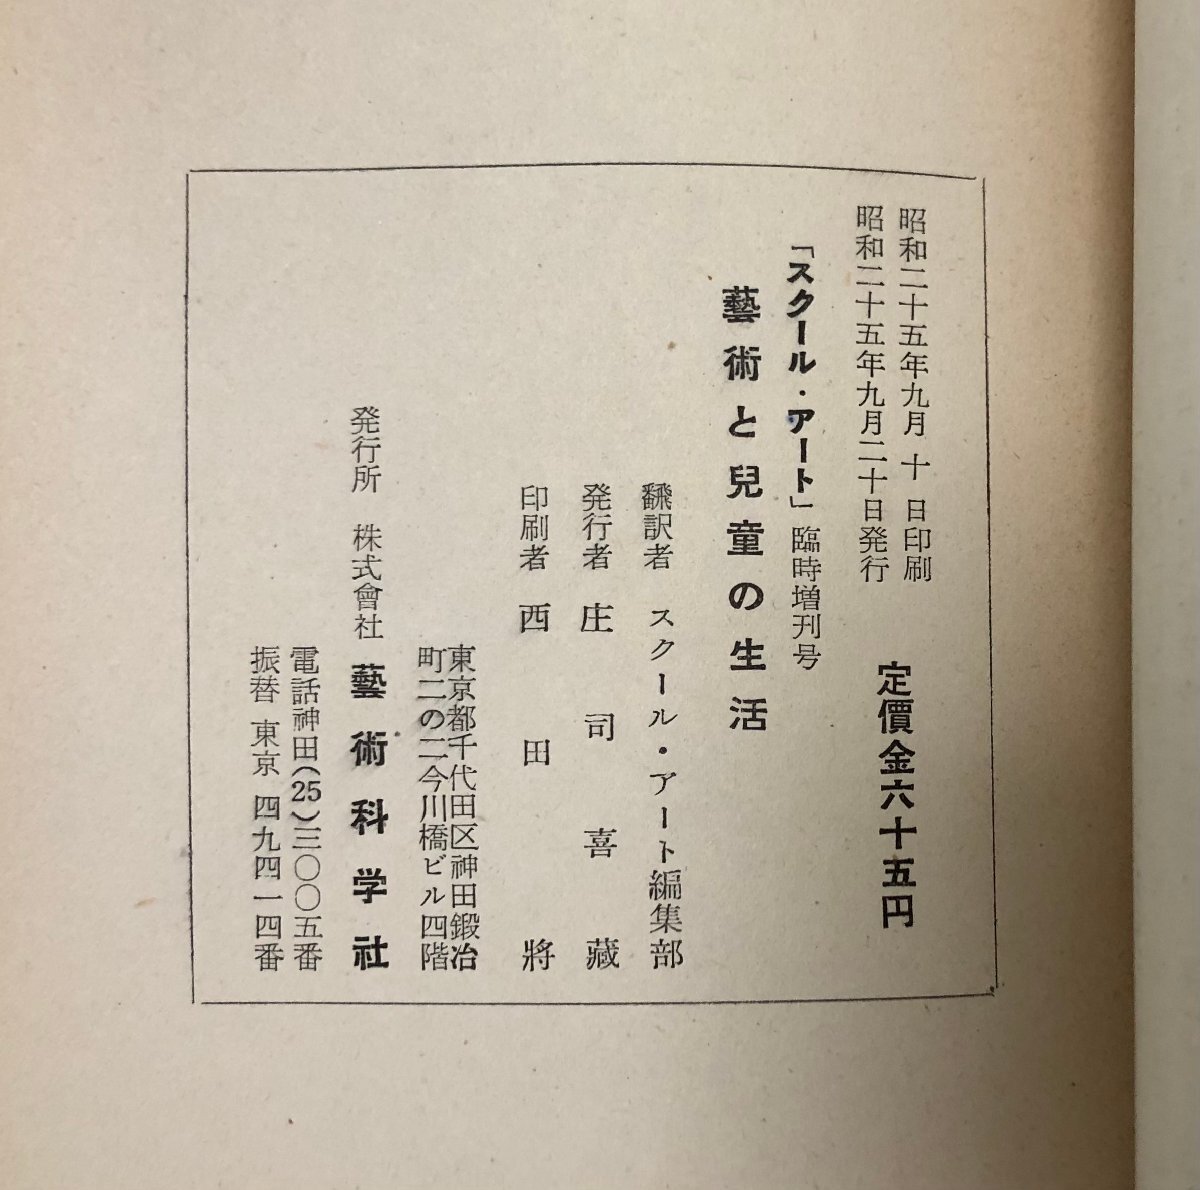 昭和二十五年九月 十 日印刷
昭和二十五年九月二十日発行
定價金六十五円
「スクール・アート」臨時増刊号
藝術と兒童の生活
翻訳者 スクール・アート編集部
発行者 庄司喜藏
印刷者 西田將
東京都千代田区神田鍛冶
町二の二今川橋ビル四階
発行所 株式會社 藝術科学社
電話神田(25)三〇〇五番
振替 東京 四九四一四番